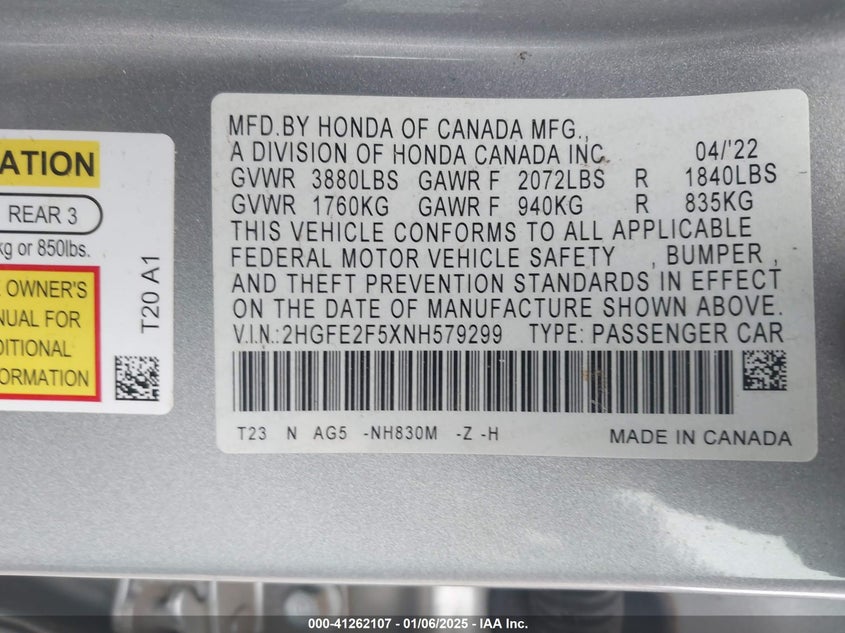 ATION
REAR 3
kg or 850lbs.
OWNER'S
NUAL FOR
DITIONAL
FORMATION
T20 A1
MFD.BY HONDA OF CANADA MFG.,
A DIVISION OF HONDA CANADA INC. 04/'22
GVWR 3880LBS GAWR F 2072LBS R 1840LBS
GVWR 1760KG GAWR F 940KG R 835KG
THIS VEHICLE CONFORMS TO ALL APPLICABLE
FEDERAL MOTOR VEHICLE SAFETY , BUMPER ,
AND THEFT PREVENTION STANDARDS IN EFFECT
ON THE DATE OF MANUFACTURE SHOWN ABOVE.
V.I.N.:2HGFE2F5XNH579299 TYPE: PASSENGER CAR
T23 N AG5 -NH830M -Z -H MADE IN CANADA
000-41262107 - 01/06/2025 - IAA Inc.